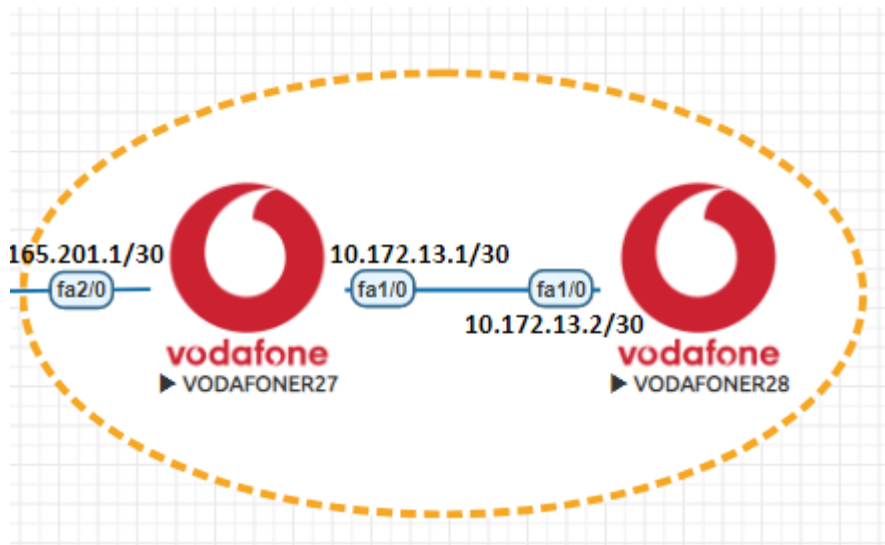 165.201.1/30
10.172.13.1/30
fa2/0
fa1/0
fa1/0
10.172.13.2/30
vodafone
vodafone
VODAFONER27
VODAFONER28